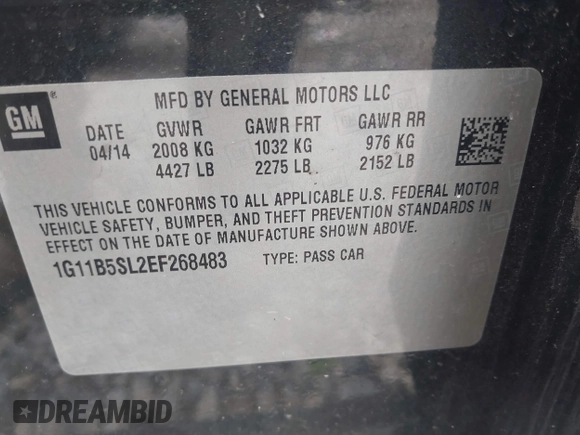 GM
®
MFD BY GENERAL MOTORS LLC
DATE GVWR GAWR FRT GAWR RR
04/14 2008 KG 1032 KG 976 KG
4427 LB 2275 LB 2152 LB
THIS VEHICLE CONFORMS TO ALL APPLICABLE U.S. FEDERAL MOTOR
VEHICLE SAFETY, BUMPER, AND THEFT PREVENTION STANDARDS IN
EFFECT ON THE DATE OF MANUFACTURE SHOWN ABOVE.
1G11B5SL2EF268483 TYPE: PASS CAR
DREAMBID